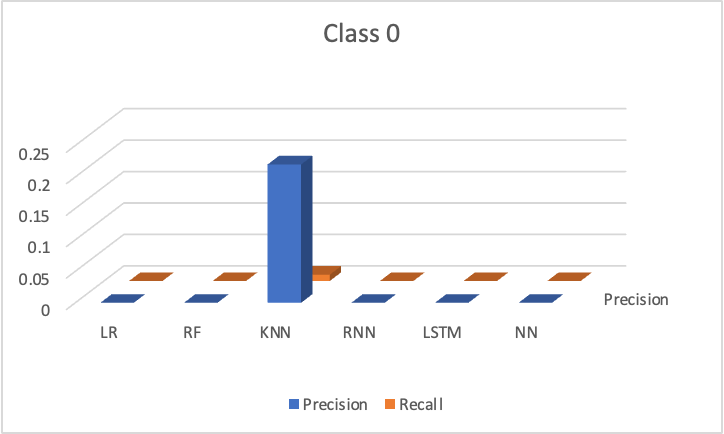 Class 0
0.25
0.2
0.15
0.1
0.05
0
Precision
LR RF KNN RNN LSTM NN
Precision Recall